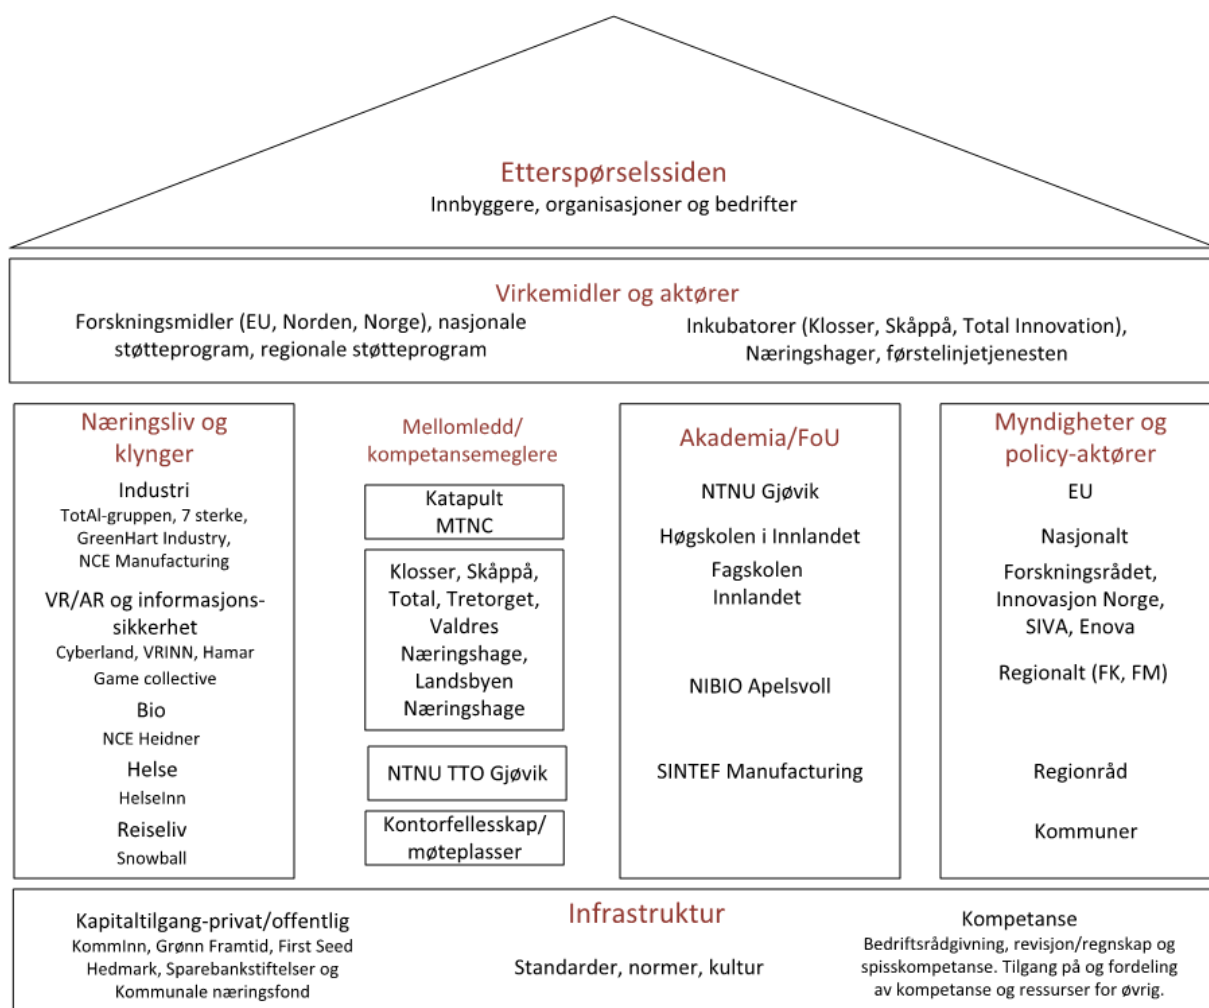 Etterspørselssiden
Innbyggere, organisasjoner og bedrifter
Virkemidler og aktører
Forskningsmidler (EU, Norden, Norge), nasjonale
støtteprogram, regionale støtteprogram
Inkubatorer (Klosser, Skåppå, Total Innovation),
Næringshager, førstelinjetjenesten
Næringsliv og
klynger
Industri
TotAl-gruppen, 7 sterke,
GreenHart Industry,
NCE Manufacturing
VR/AR og informasjons-
sikkerhet
Cyberland, VRINN, Hamar
Game collective
Bio
NCE Heidner
Helse
HelseInn
Reiseliv
Snowball
Mellomledd/
kompetansemeglere
Katapult
MTNC
Klosser, Skåppå,
Total, Tretorget,
Valdres
Næringshage,
Landsbyen
Næringshage
NTNU TTO Gjøvik
Kontorfellesskap/
møteplasser
Akademia/FoU
NTNU Gjøvik
Høgskolen i Innlandet
Fagskolen
Innlandet
NIBIO Apelsvoll
SINTEF Manufacturing
Myndigheter og
policy-aktører
EU
Nasjonalt
Forskningsrådet,
Innovasjon Norge,
SIVA, Enova
Regionalt (FK, FM)
Regionråd
Kommuner
Infrastruktur
Kapitaltilgang-privat/offentlig
KommInn, Grønn Framtid, First Seed
Hedmark, Sparebankstiftelser og
Kommunale næringsfond
Standarder, normer, kultur
Kompetanse
Bedriftsrådgivning, revisjon/regnskap og
spisskompetanse. Tilgang på og fordeling
av kompetanse og ressurser for øvrig.